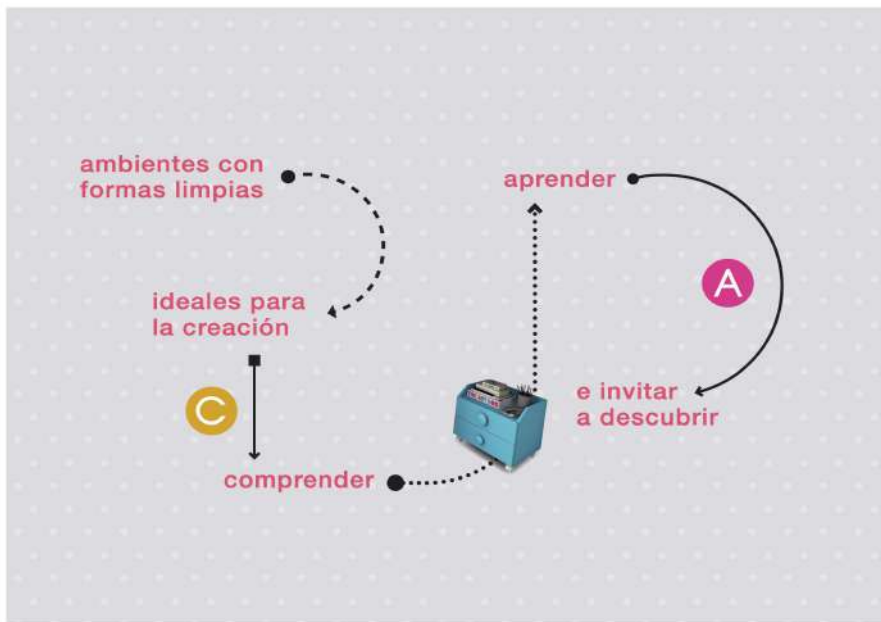 ambientes con
formas limpias
ideales para
la creación
C
comprender
aprender
A
e invitar
a descubrir